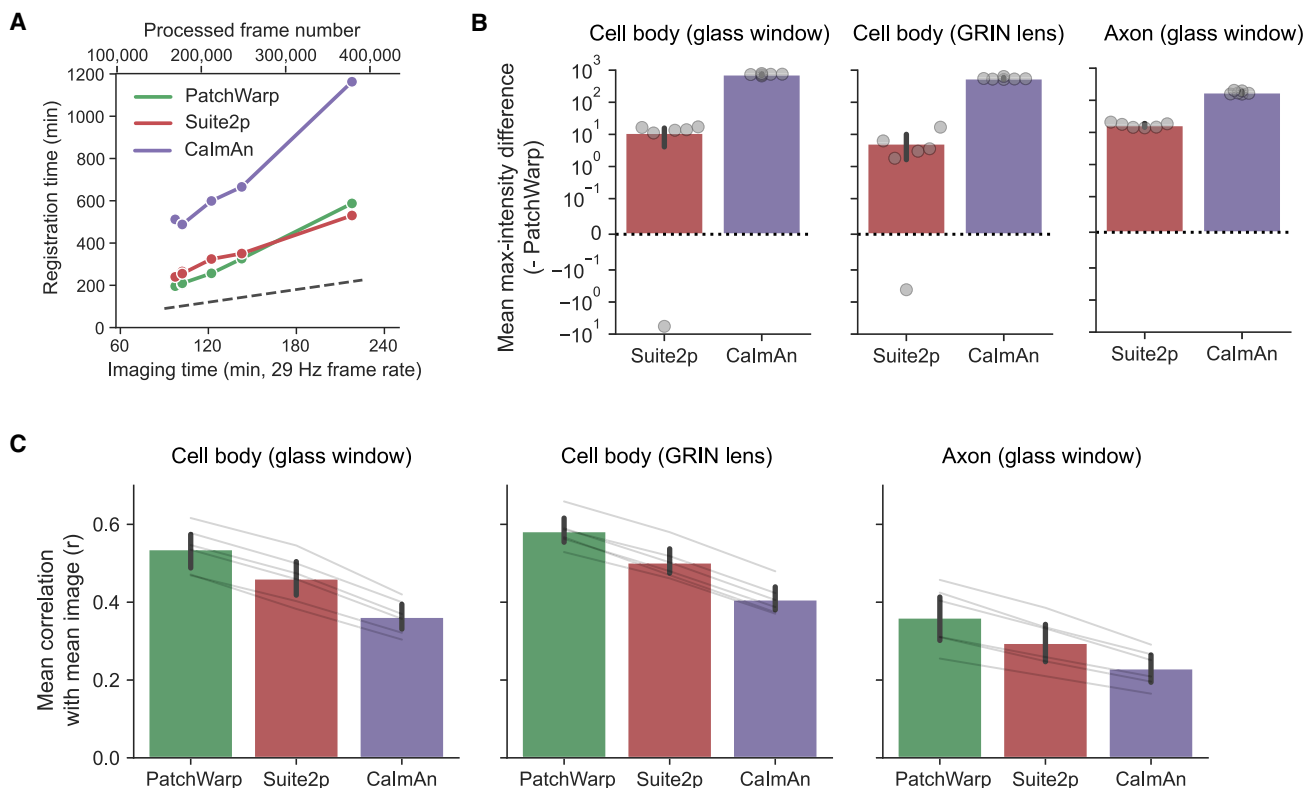 A
Processed frame number
100,000 200,000 300,000 400,000
1200
1000
800
600
400
200
0
Registration time (min)
PatchWarp
Suite2p
CaImAn
60 120 180 240
Imaging time (min, 29 Hz frame rate)
B
Cell body (glass window) Cell body (GRIN lens) Axon (glass window)
Mean max-intensity difference
(- PatchWarp)
10³
10²
10¹
10⁰
10⁻¹
0
−10⁻¹
−10⁰
−10¹
Suite2p CaImAn Suite2p CaImAn Suite2p CaImAn
C
Cell body (glass window) Cell body (GRIN lens) Axon (glass window)
Mean correlation
with mean image (r)
0.6
0.4
0.2
0.0
PatchWarp Suite2p CaImAn PatchWarp Suite2p CaImAn PatchWarp Suite2p CaImAn